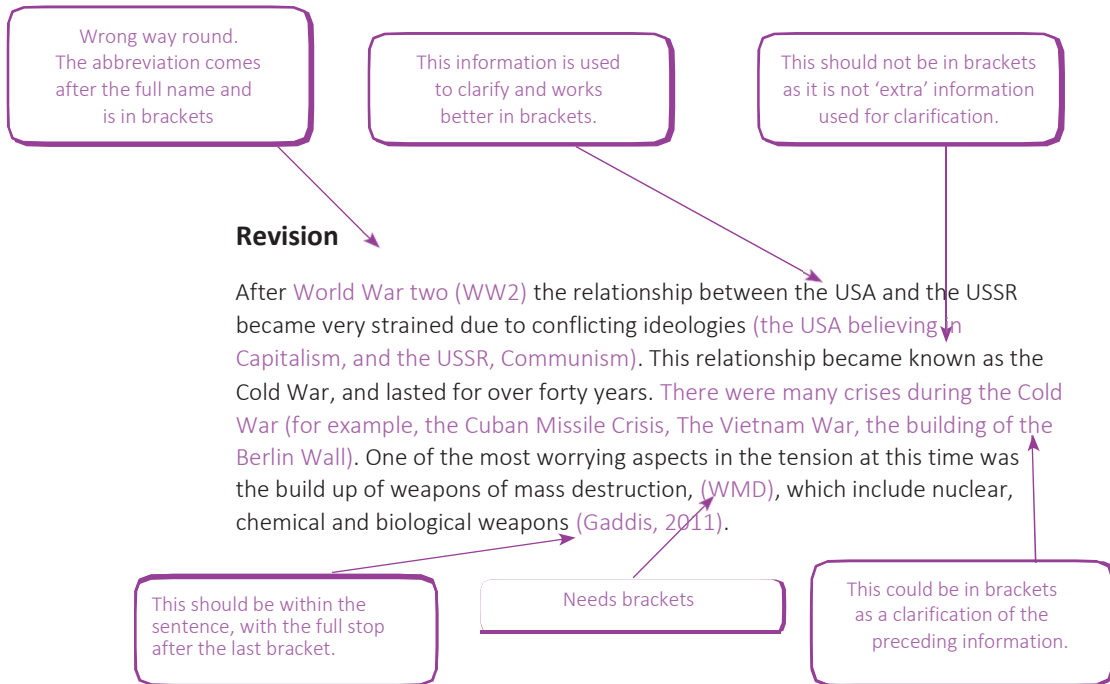 Wrong way round.
The abbreviation comes
after the full name and
is in brackets
This information is used
to clarify and works
better in brackets.
This should not be in brackets
as it is not ‘extra’ information
used for clarification.
Revision
After World War two (WW2) the relationship between the USA and the USSR
became very strained due to conflicting ideologies (the USA believing in
Capitalism, and the USSR, Communism). This relationship became known as the
Cold War, and lasted for over forty years. There were many crises during the Cold
War (for example, the Cuban Missile Crisis, The Vietnam War, the building of the
Berlin Wall). One of the most worrying aspects in the tension at this time was
the build up of weapons of mass destruction, (WMD), which include nuclear,
chemical and biological weapons (Gaddis, 2011).
This should be within the
sentence, with the full stop
after the last bracket.
Needs brackets
This could be in brackets
as a clarification of the
preceding information.